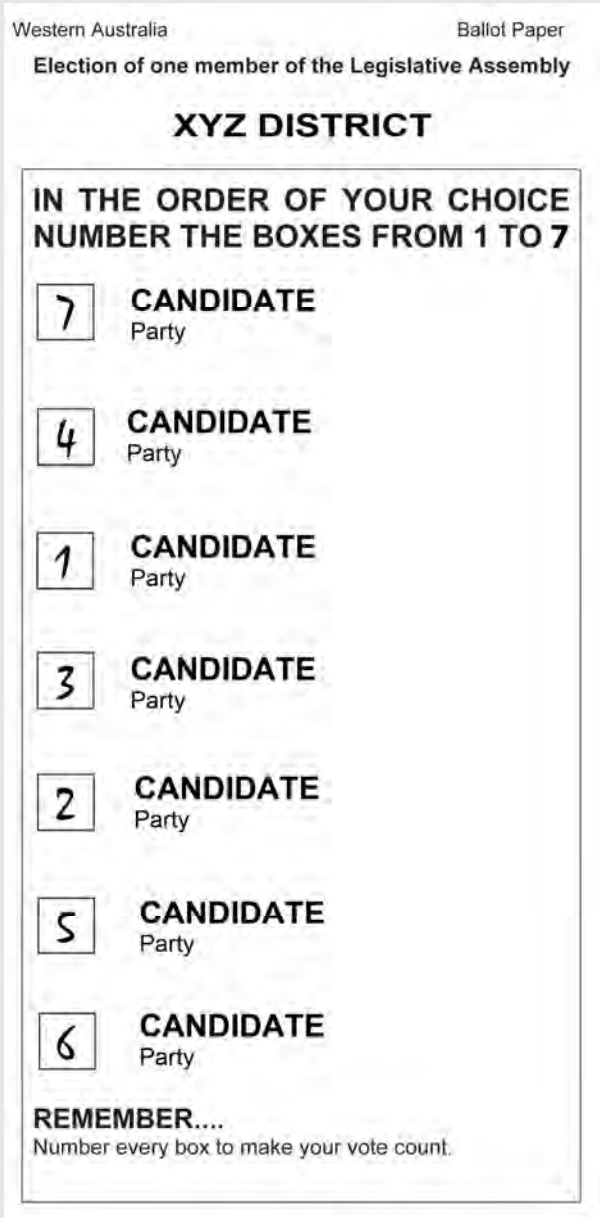 Western Australia Ballot Paper
Election of one member of the Legislative Assembly
XYZ DISTRICT
IN THE ORDER OF YOUR CHOICE
NUMBER THE BOXES FROM 1 TO 7
7 CANDIDATE
Party
4 CANDIDATE
Party
1 CANDIDATE
Party
3 CANDIDATE
Party
2 CANDIDATE
Party
5 CANDIDATE
Party
6 CANDIDATE
Party
REMEMBER....
Number every box to make your vote count.